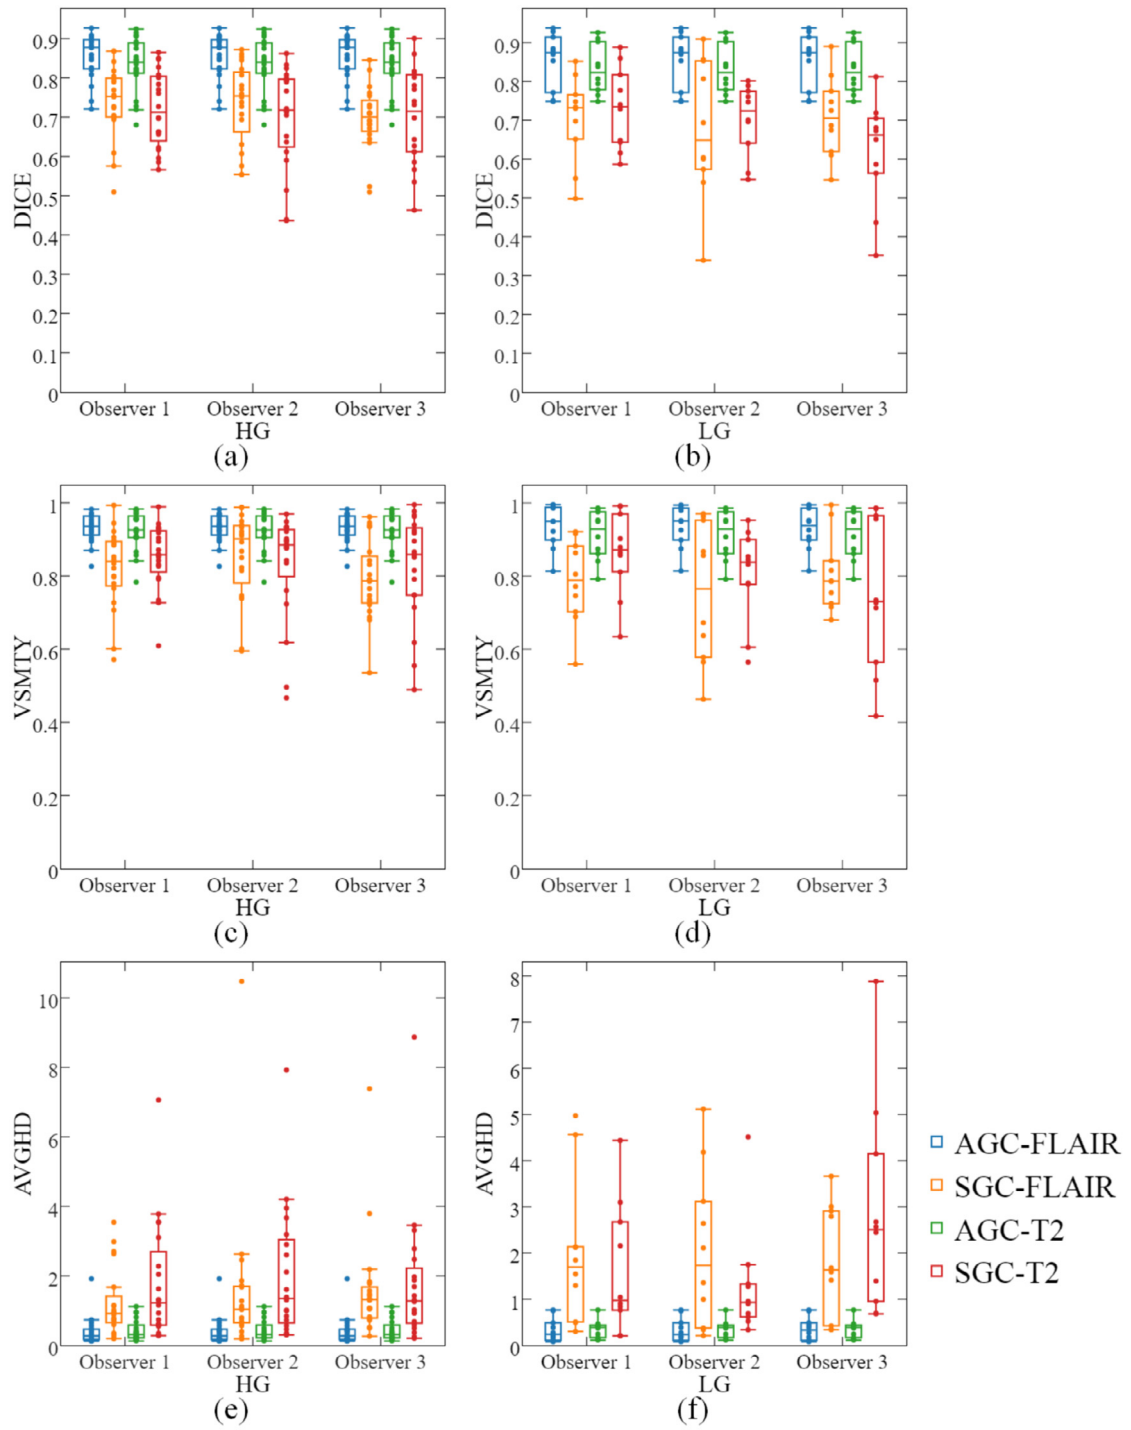 0.9
0.8
0.7
0.6
0.5
0.4
0.3
0.2
0.1
0
DICE
Observer 1 Observer 2 Observer 3
HG
(a)
0.9
0.8
0.7
0.6
0.5
0.4
0.3
0.2
0.1
0
DICE
Observer 1 Observer 2 Observer 3
LG
(b)
1
0.8
0.6
0.4
0.2
0
VSMTY
Observer 1 Observer 2 Observer 3
HG
(c)
1
0.8
0.6
0.4
0.2
0
VSMTY
Observer 1 Observer 2 Observer 3
LG
(d)
10
8
6
4
2
0
AVGHD
Observer 1 Observer 2 Observer 3
HG
(e)
8
7
6
5
4
3
2
1
0
AVGHD
Observer 1 Observer 2 Observer 3
LG
(f)
AGC-FLAIR
SGC-FLAIR
AGC-T2
SGC-T2